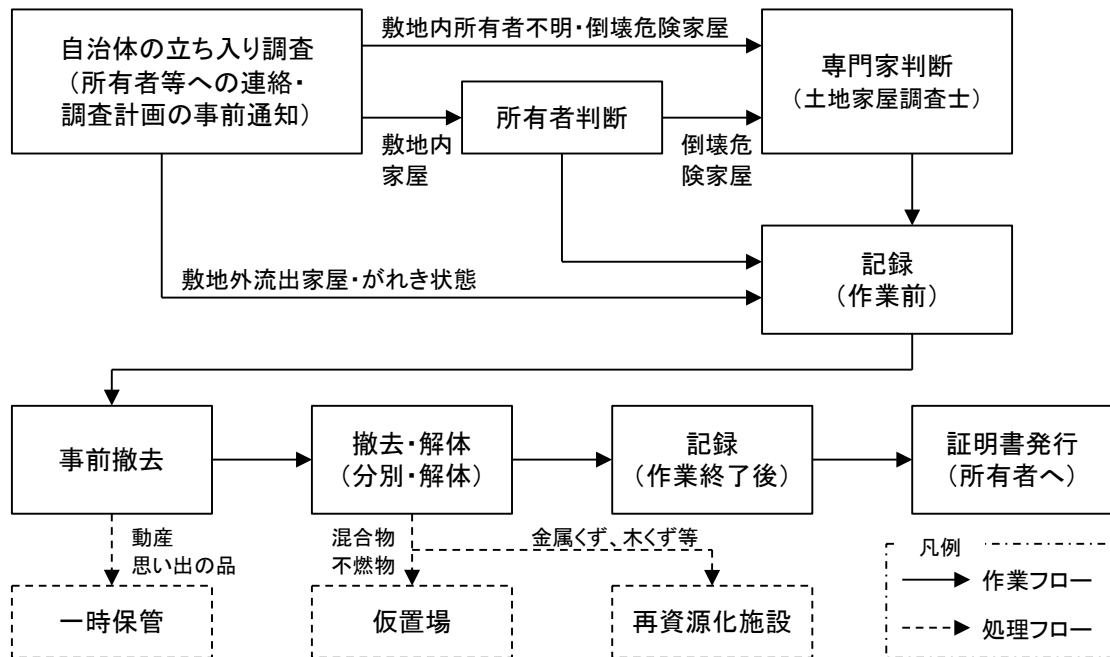 自治体の立ち入り調査
（所有者等への連絡・
調査計画の事前通知）
敷地内所有者不明・倒壊危険家屋
専門家判断
（土地家屋調査士）
所有者判断
敷地内
家屋
倒壊危
険家屋
敷地外流出家屋・がれき状態
記録
（作業前）
事前撤去
撤去・解体
（分別・解体）
記録
（作業終了後）
証明書発行
（所有者へ）
動産
思い出の品
混合物
不燃物
金属くず、木くず等
一時保管
仮置場
再資源化施設
凡例
作業フロー
処理フロー